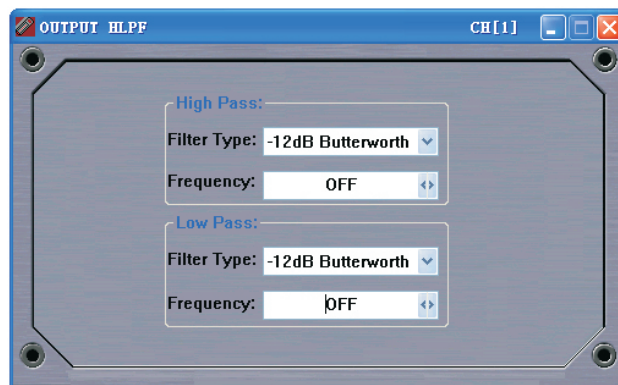 OUTPUT HLPF CH[1]
High Pass:
Filter Type: -12dB Butterworth
Frequency: OFF
Low Pass:
Filter Type: -12dB Butterworth
Frequency: OFF